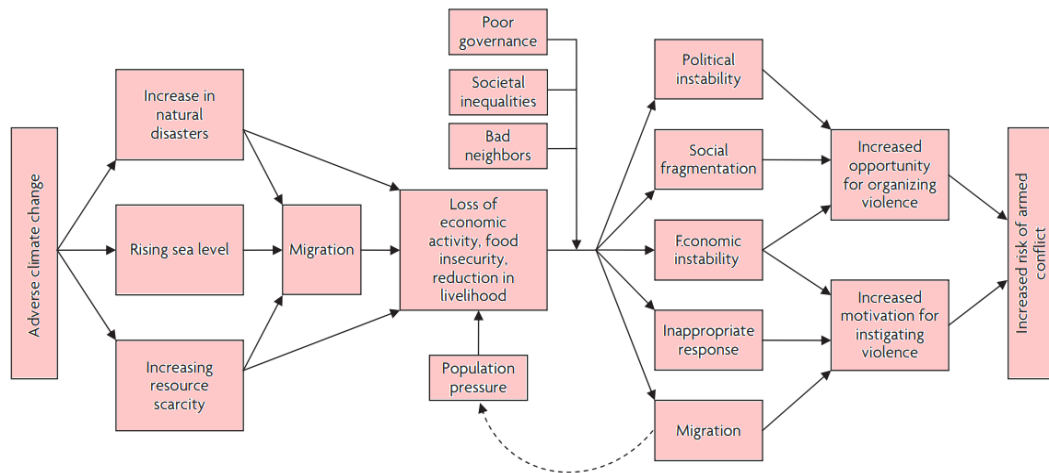 Adverse climate change
Increase in
natural
disasters
Rising sea level
Increasing
resource
scarcity
Migration
Loss of
economic
activity, food
insecurity,
reduction in
livelihood
Population
pressure
Poor
governance
Societal
inequalities
Bad
neighbors
Political
instability
Social
fragmentation
Economic
instability
Inappropriate
response
Migration
Increased
opportunity
for organizing
violence
Increased
motivation for
instigating
violence
Increased risk of armed
conflict